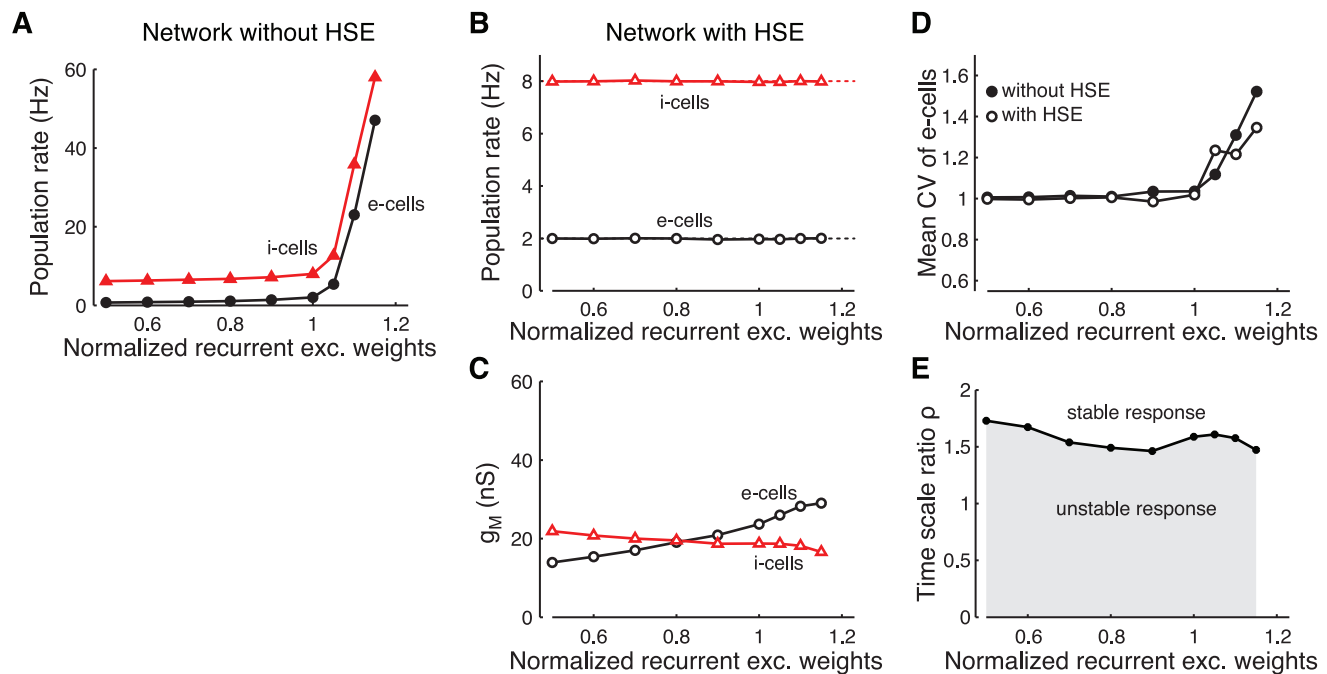 A
Network without HSE
Population rate (Hz)
60
40
20
0
i-cells
e-cells
0.6
0.8
1
1.2
Normalized recurrent exc. weights
B
Network with HSE
Population rate (Hz)
8
6
4
2
0
i-cells
e-cells
0.6
0.8
1
1.2
Normalized recurrent exc. weights
C
g_M (nS)
60
40
20
0
e-cells
i-cells
0.6
0.8
1
1.2
Normalized recurrent exc. weights
D
Mean CV of e-cells
1.6
1.4
1.2
1.0
0.8
0.6
without HSE
with HSE
0.6
0.8
1
1.2
Normalized recurrent exc. weights
E
Time scale ratio ρ
2
1.5
1
0.5
0
stable response
unstable response
0.6
0.8
1
1.2
Normalized recurrent exc. weights